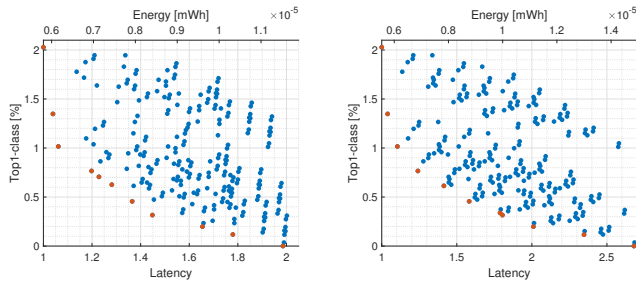 Energy [mWh]
×10⁻⁵
0.6 0.7 0.8 0.9 1 1.1
2
1.5
1
0.5
0
Top1-class [%]
1 1.2 1.4 1.6 1.8 2
Latency
Energy [mWh]
×10⁻⁵
0.6 0.8 1 1.2 1.4
2
1.5
1
0.5
0
Top1-class [%]
1 1.5 2 2.5
Latency